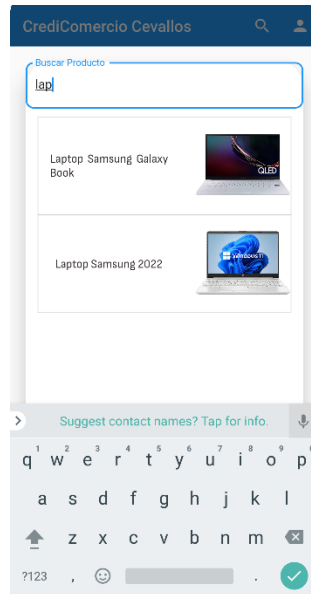 CrediComercio Cevallos
Buscar Producto
lap
Laptop Samsung Galaxy
Book
QLED
Laptop Samsung 2022
Windows 11
Suggest contact names? Tap for info.
1 2 3 4 5 6 7 8 9 0
q w e r t y u i o p
a s d f g h j k l
z x c v b n m
?123 , .